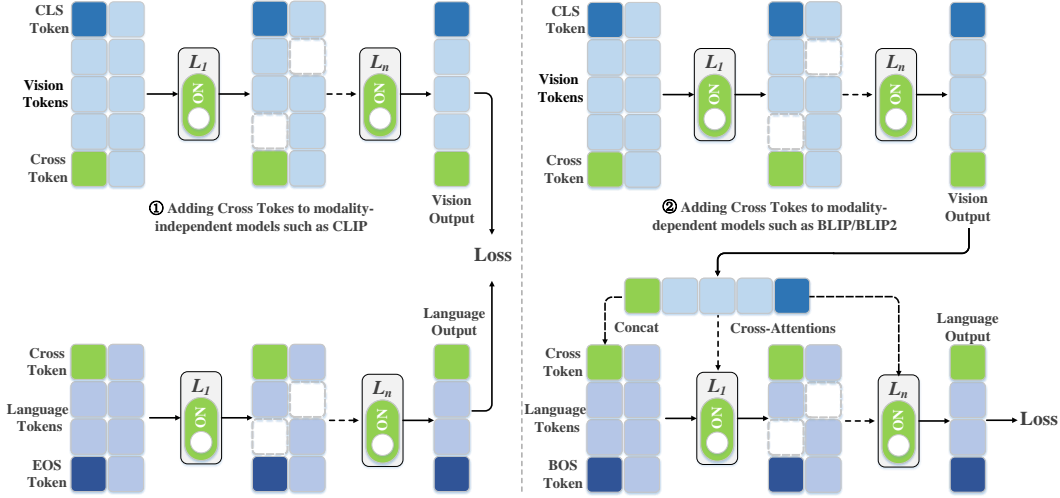 CLS
Token
Vision
Tokens
Cross
Token
L1
ON
Ln
ON
Vision
Output
① Adding Cross Tokes to modality-
independent models such as CLIP
Loss
Language
Output
Cross
Token
Language
Tokens
EOS
Token
L1
ON
Ln
ON
CLS
Token
Vision
Tokens
Cross
Token
L1
ON
Ln
ON
Vision
Output
② Adding Cross Tokes to modality-
dependent models such as BLIP/BLIP2
Concat
Cross-Attentions
Language
Output
Cross
Token
Language
Tokens
BOS
Token
L1
ON
Ln
ON
Loss